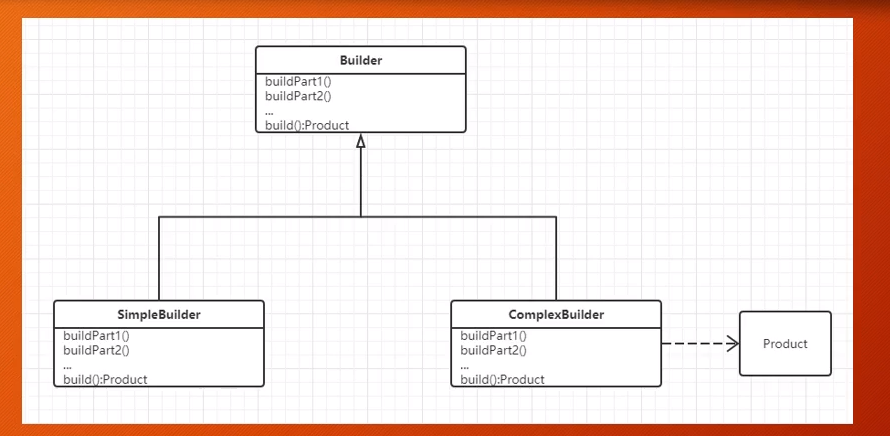 Builder
buildPart1()
buildPart2()
...
build():Product
SimpleBuilder
buildPart1()
buildPart2()
...
build():Product
ComplexBuilder
buildPart1()
buildPart2()
...
build():Product
Product